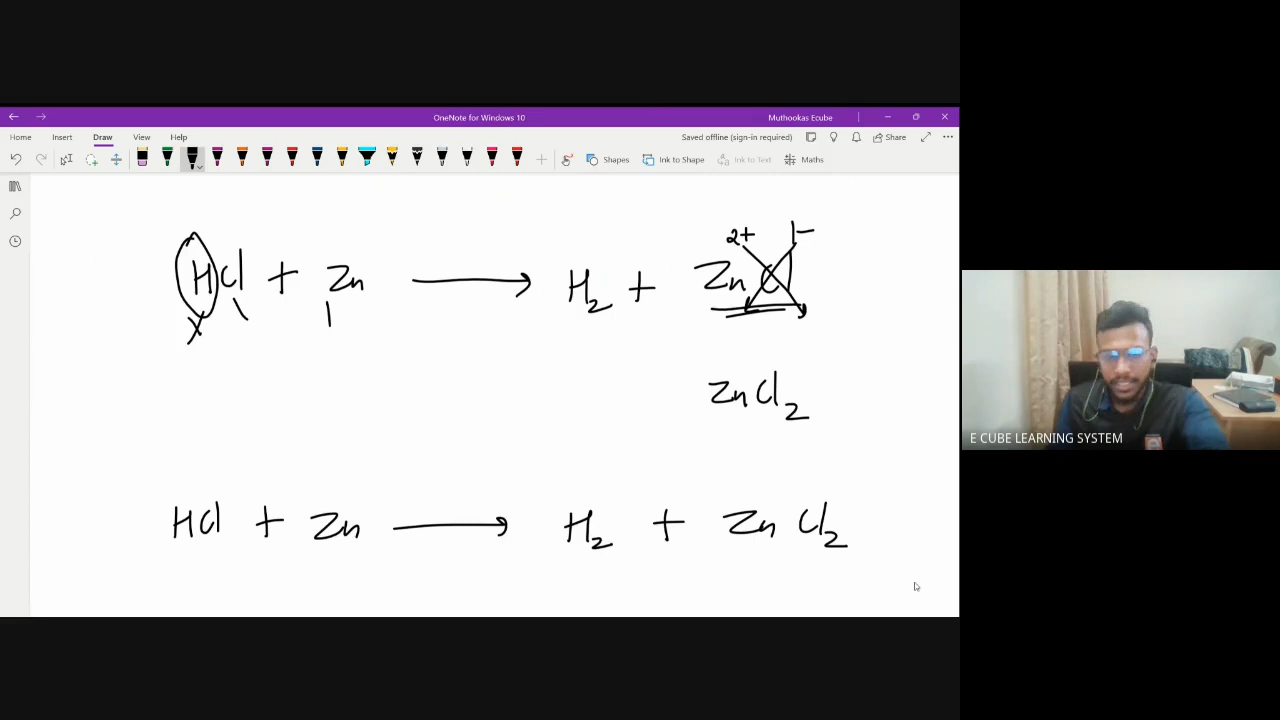 OneNote for Windows 10
Muthookas Ecube
Home Insert Draw View Help
Saved offline (sign-in required)
Share
Shapes Ink to Shape Ink to Text Maths
2+ 1-
HCl + Zn ⟶ H2 + ZnCl
x
ZnCl2
HCl + Zn ⟶ H2 + ZnCl2
E CUBE LEARNING SYSTEM